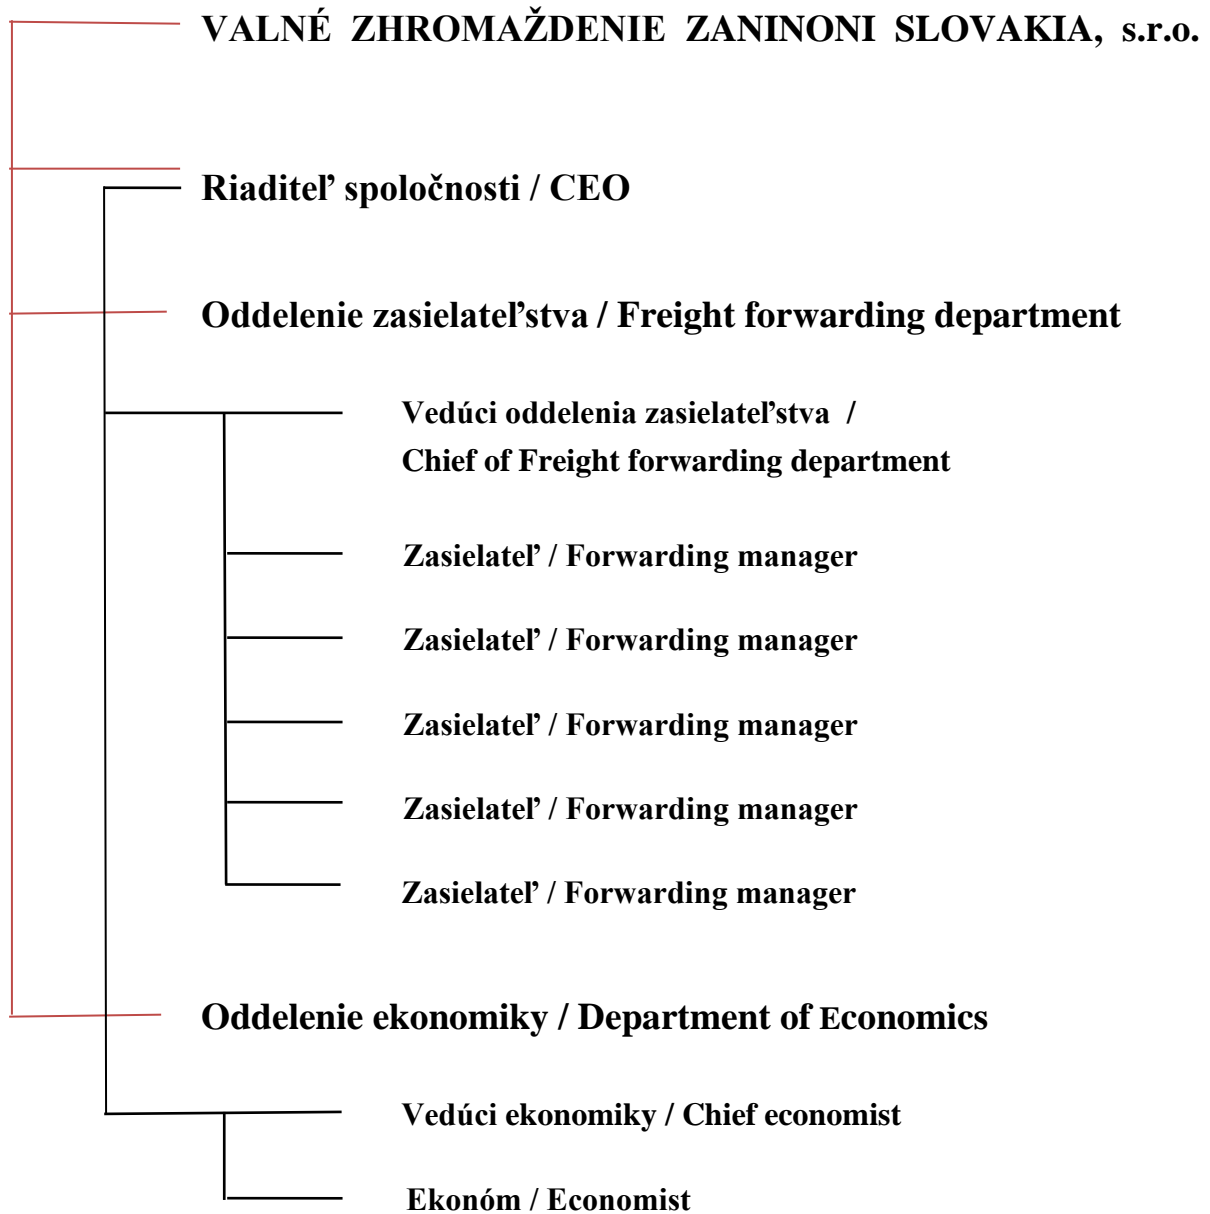 VALNÉ ZHROMAŽDENIE ZANINONI SLOVAKIA, s.r.o.
Riaditeľ spoločnosti / CEO
Oddelenie zasielateľstva / Freight forwarding department
Vedúci oddelenia zasielateľstva /
Chief of Freight forwarding department
Zasielateľ / Forwarding manager
Zasielateľ / Forwarding manager
Zasielateľ / Forwarding manager
Zasielateľ / Forwarding manager
Zasielateľ / Forwarding manager
Oddelenie ekonomiky / Department of Economics
Vedúci ekonomiky / Chief economist
Ekonóm / Economist